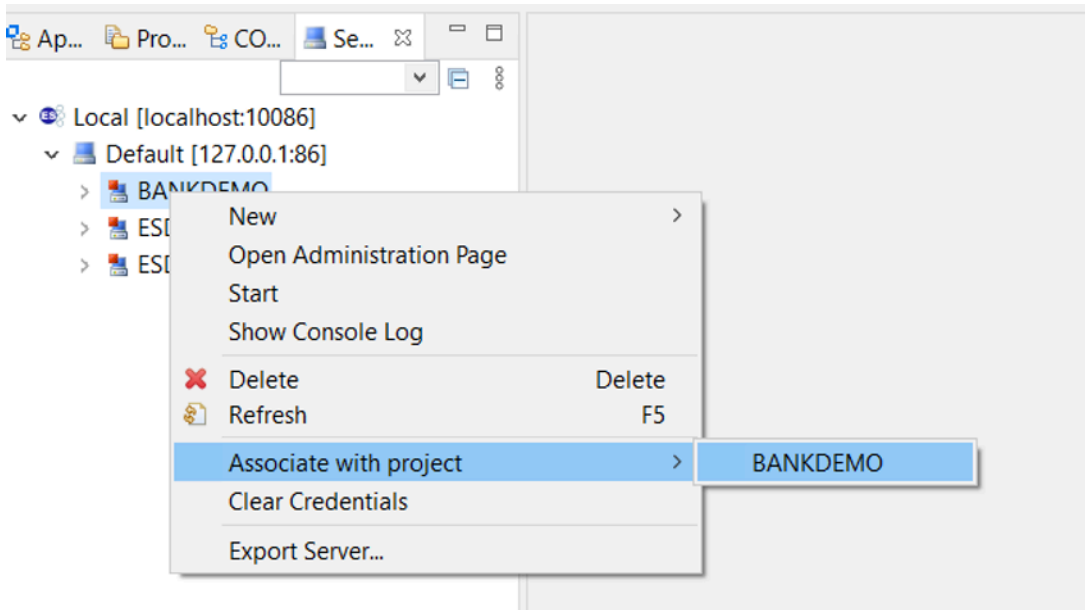 Ap... Pro... CO... Se...
Local [localhost:10086]
Default [127.0.0.1:86]
BANKDEMO
New
Open Administration Page
Start
Show Console Log
Delete Delete
Refresh F5
Associate with project BANKDEMO
Clear Credentials
Export Server...